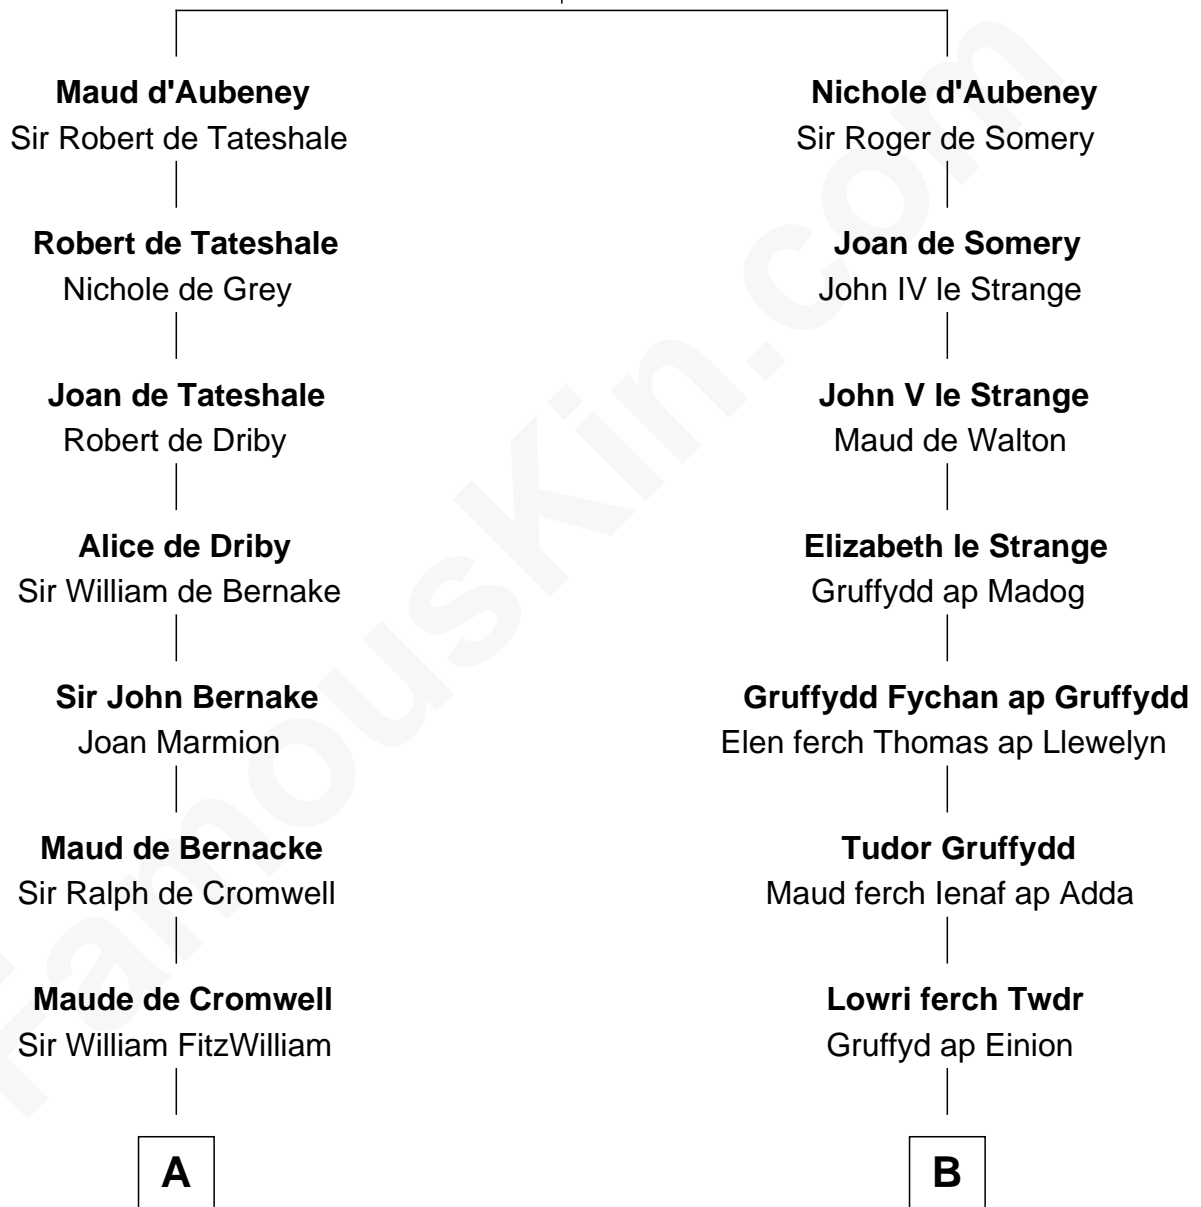 Maud d'Aubeney
Sir Robert de Tateshale
Robert de Tateshale
Nichole de Grey
Joan de Tateshale
Robert de Driby
Alice de Driby
Sir William de Bernake
Sir John Bernake
Joan Marmion
Maud de Bernacke
Sir Ralph de Cromwell
Maude de Cromwell
Sir William FitzWilliam
A
Nichole d'Aubeney
Sir Roger de Somery
Joan de Somery
John IV le Strange
John V le Strange
Maud de Walton
Elizabeth le Strange
Gruffydd ap Madog
Gruffydd Fychan ap Gruffydd
Elen ferch Thomas ap Llewelyn
Tudor Gruffydd
Maud ferch Ienaf ap Adda
Lowri ferch Twdr
Gruffyd ap Einion
B
FamousKin.com